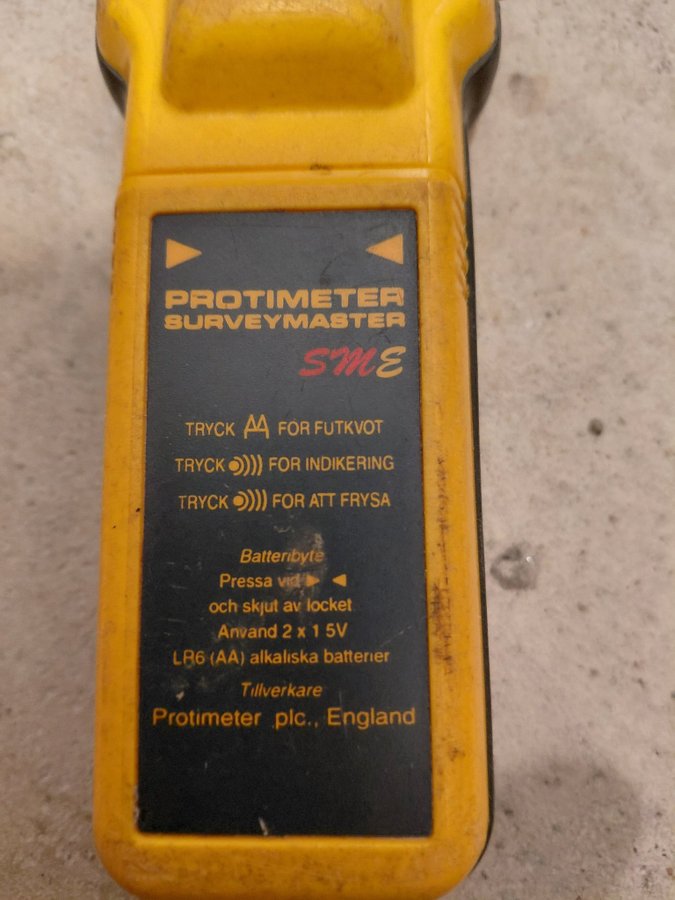 PROTIMETER
SURVEYMASTER
SME
TRYCK FOR FUTKVOT
TRYCK FOR INDIKERING
TRYCK FOR ATT FRYSA
Batteribyte
Pressa vid
och skjut av locket
Anvand 2 x 1 5V
LR6 (AA) alkaliska batterier
Tillverkare
Protimeter plc., England